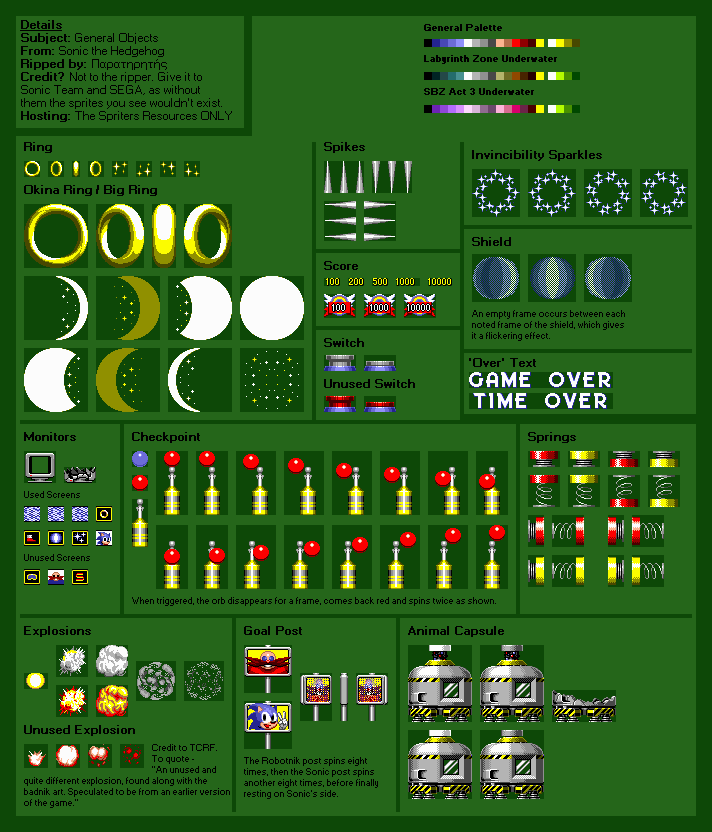 Details
Subject: General Objects
From: Sonic the Hedgehog
Ripped by: Παρατηρητής
Credit? Not to the ripper. Give it to
Sonic Team and SEGA, as without
them the sprites you see wouldn't exist.
Hosting: The Spriters Resources ONLY
General Palette
Labyrinth Zone Underwater
SBZ Act 3 Underwater
Ring
Okina Ring / Big Ring
Spikes
Score
100 200 500 1000 10000
100 1000 10000
Switch
Unused Switch
Invincibility Sparkles
Shield
An empty frame occurs between each
noted frame of the shield, which gives
it a flickering effect.
'Over' Text
GAME OVER
TIME OVER
Monitors
Used Screens
Unused Screens
S
Checkpoint
When triggered, the orb disappears for a frame, comes back red and spins twice as shown.
Springs
Explosions
Unused Explosion
Credit to TCRF.
To quote -
"An unused and
quite different explosion, found along with the
badnik art. Speculated to be from an earlier version
of the game."
Goal Post
The Robotnik post spins eight
times, then the Sonic post spins
another eight times, before finally
resting on Sonic's side.
Animal Capsule